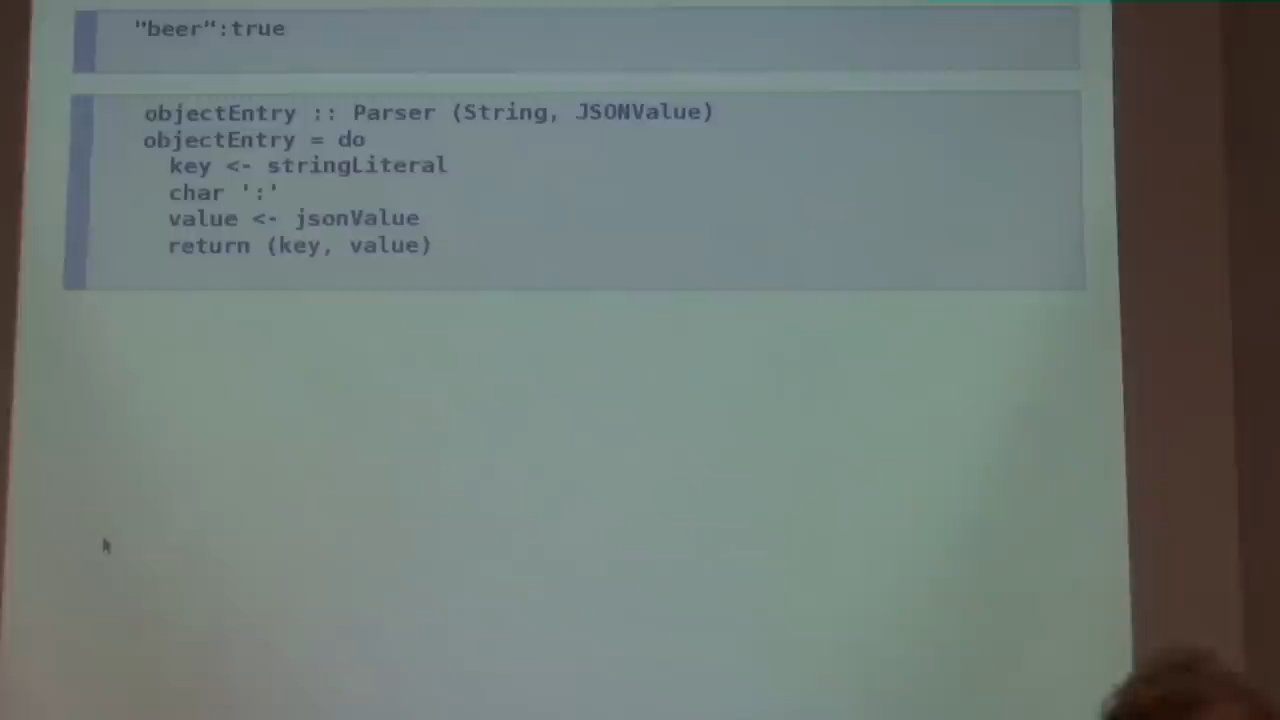 "beer":true
objectEntry :: Parser (String, JSONValue)
objectEntry = do
  key <- stringLiteral
  char ':'
  value <- jsonValue
  return (key, value)